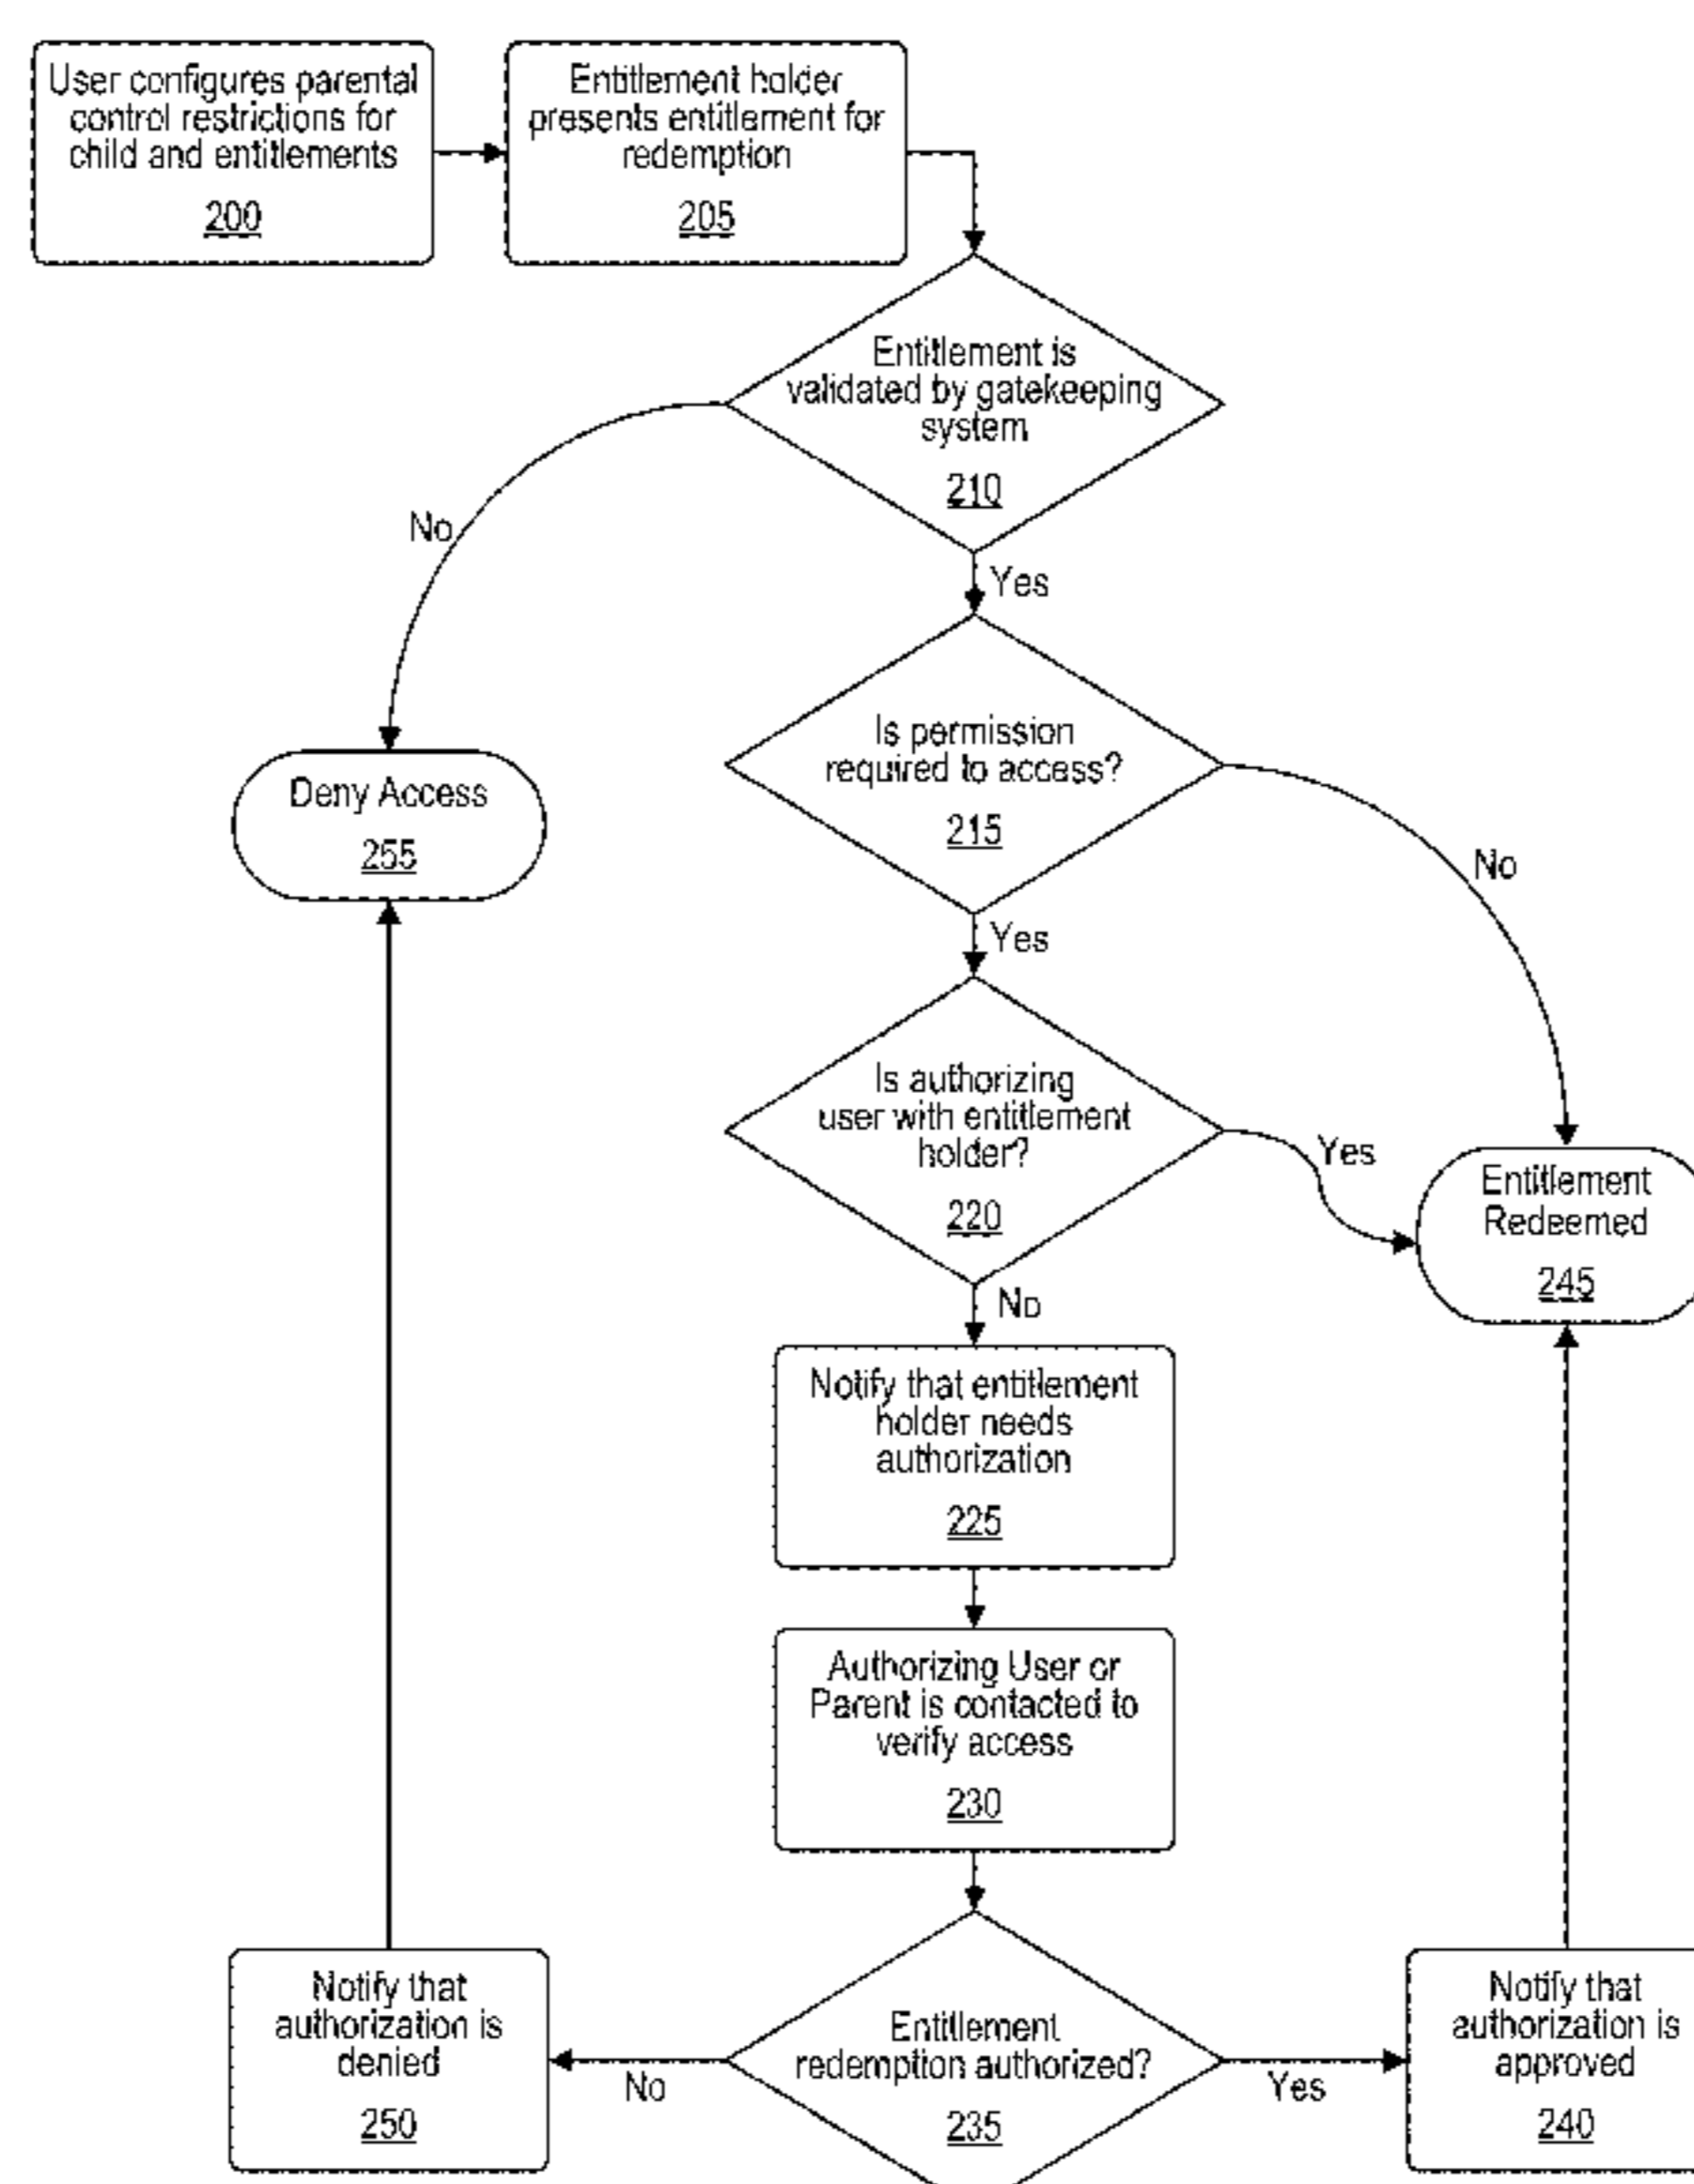 User configures parental
control restrictions for
child and entitlements
200
Entitlement holder
presents entitlement for
redemption
205
Entitlement is
validated by gatekeeping
system
210
No
Yes
Deny Access
255
Is permission
required to access?
215
No
Yes
Is authorizing
user with entitlement
holder?
220
Yes
Entitlement
Redeemed
245
No
Notify that entitlement
holder needs
authorization
225
Authorizing User or
Parent is contacted to
verify access
230
Notify that
authorization is
denied
250
No
Entitlement
redemption authorized?
235
Yes
Notify that
authorization is
approved
240